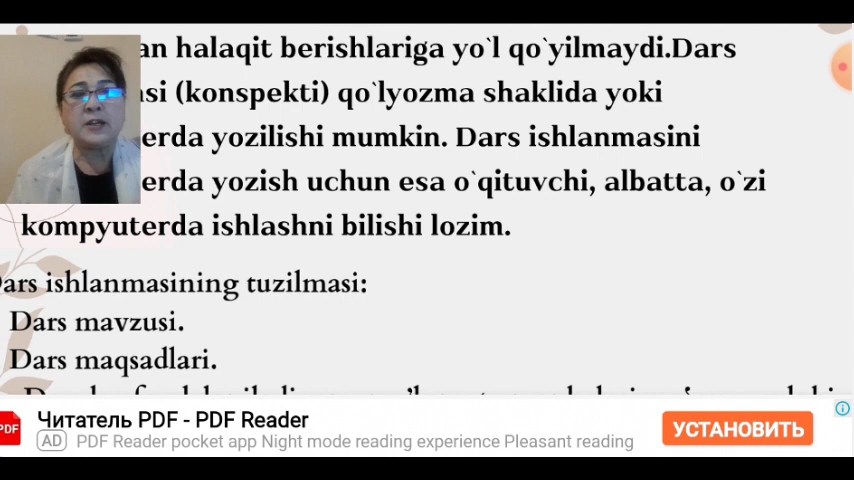 an halaqit berishlariga yo`l qo`yilmaydi.Dars
asi (konspekti) qo`lyozma shaklida yoki
erda yozilishi mumkin. Dars ishlanmasini
erda yozish uchun esa o`qituvchi, albatta, o`zi
kompyuterda ishlashni bilishi lozim.
ars ishlanmasining tuzilmasi:
Dars mavzusi.
Dars maqsadlari.
PDF
Читатель PDF - PDF Reader
AD PDF Reader pocket app Night mode reading experience Pleasant reading
УСТАНОВИТЬ